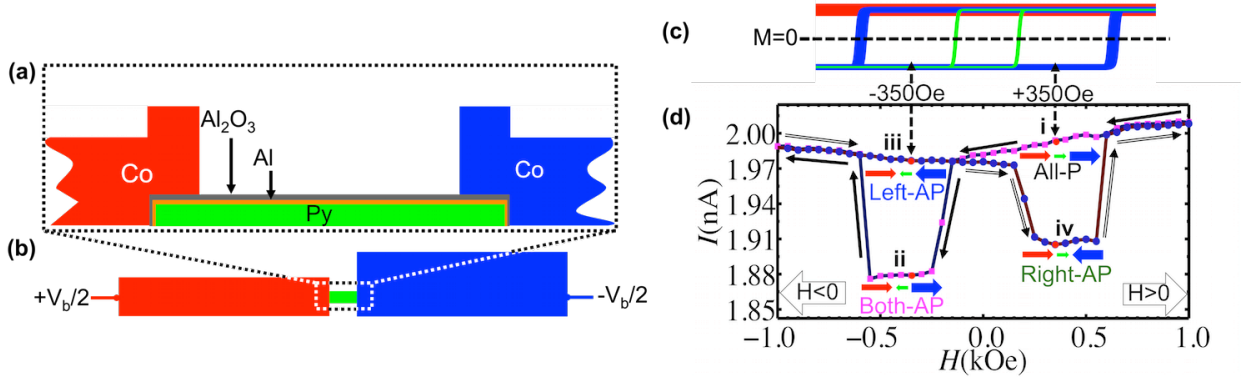 (a)
Al2O3
Al
Co
Co
Py
(b)
+Vb/2
-Vb/2
(c)
M=0
-350Oe
+350Oe
(d)
2.00
1.97
1.94
1.91
1.88
1.85
I(nA)
iii
i
Left-AP
All-P
ii
iv
Both-AP
Right-AP
H<0
H>0
−1.0
−0.5
0.0
0.5
1.0
H(kOe)